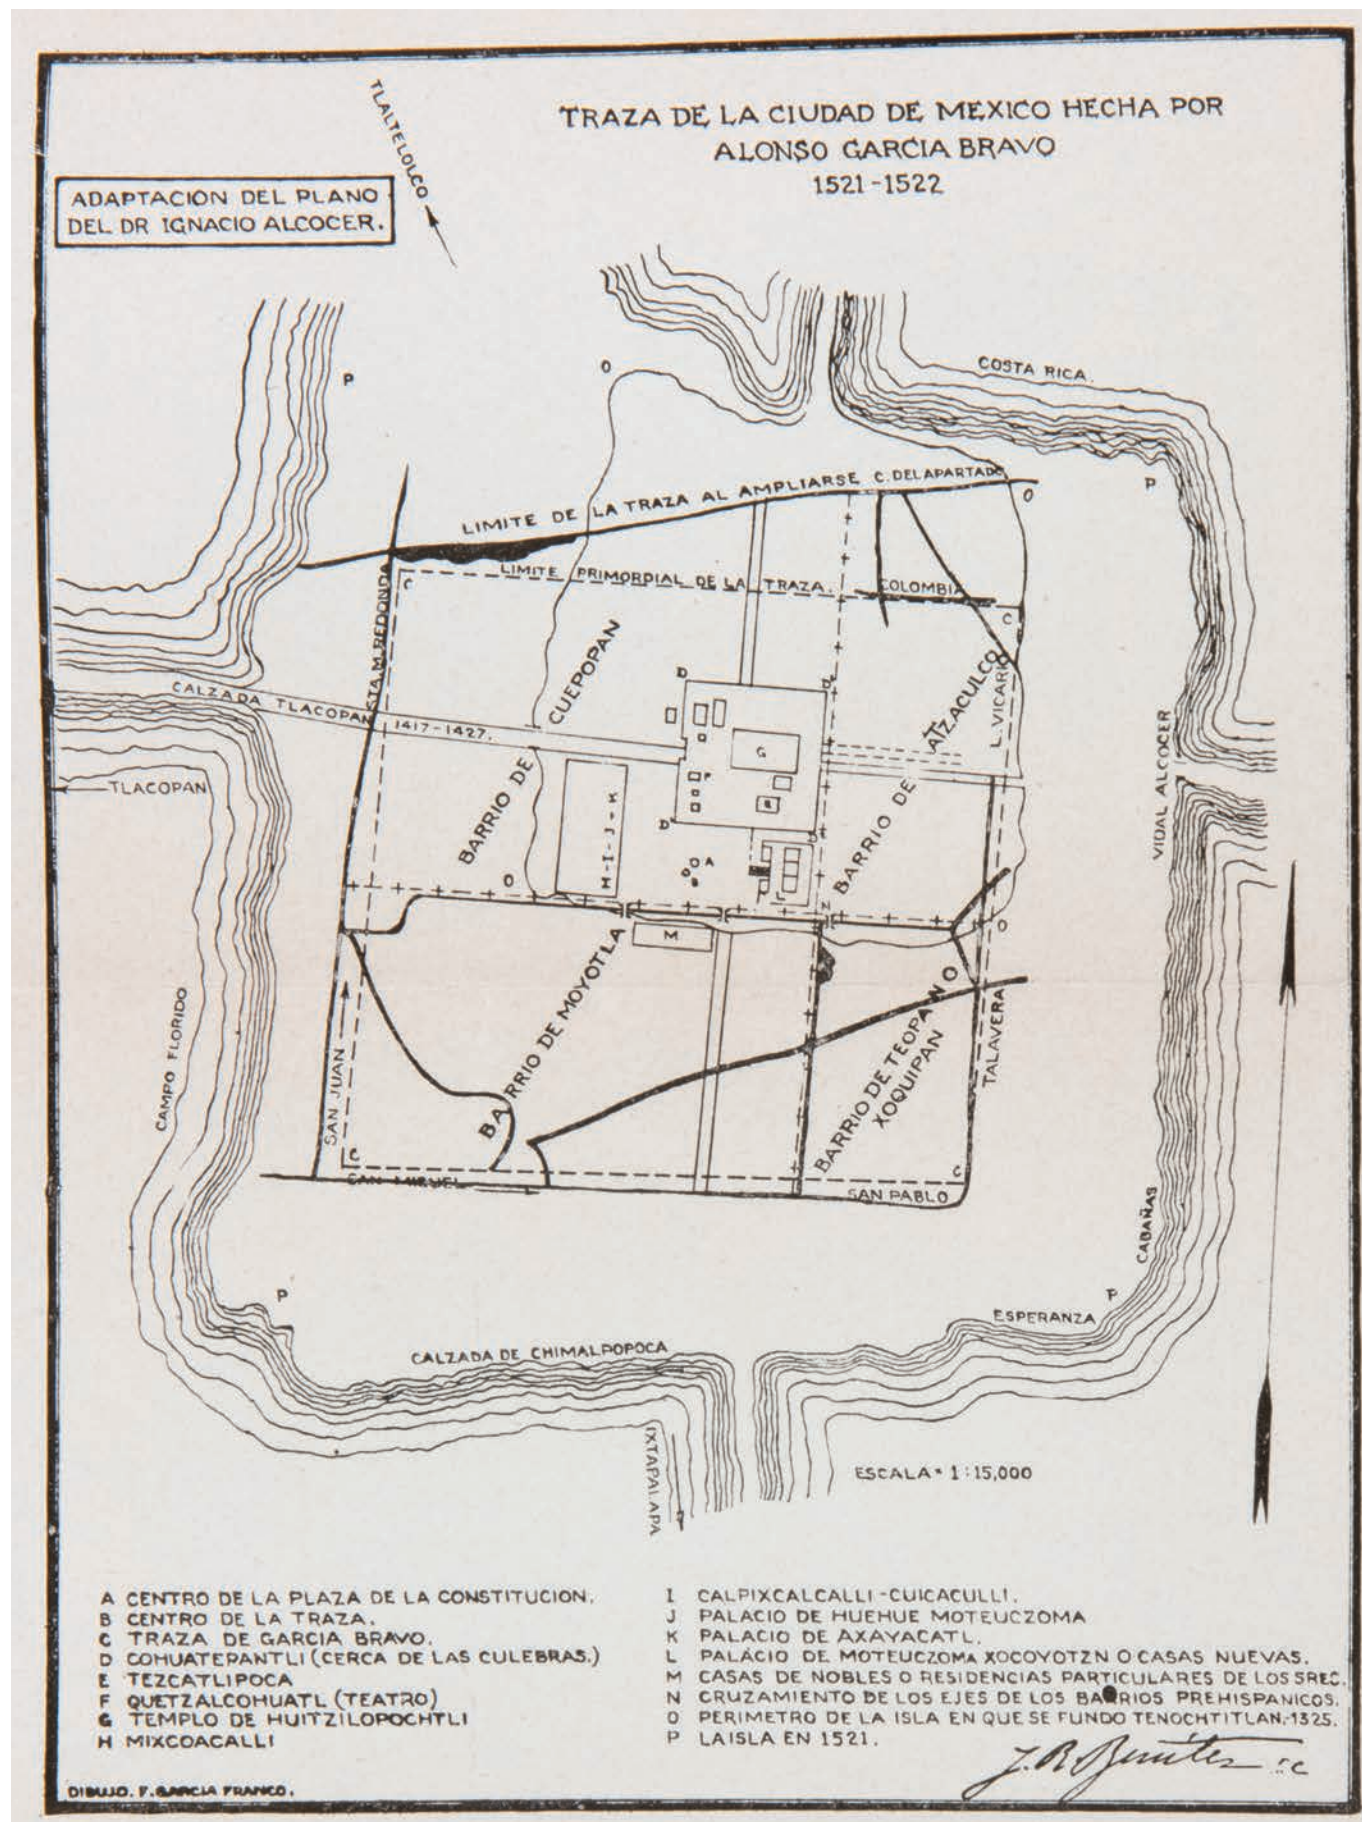 TRAZA DE LA CIUDAD DE MEXICO HECHA POR
ALONSO GARCIA BRAVO
1521-1522
TLALTELOLCO
ADAPTACION DEL PLANO
DEL DR IGNACIO ALCOCER.
P
O
COSTA RICA.
P
LIMITE DE LA TRAZA AL AMPLIARSE C. DEL APARTADO
O
LIMITE PRIMORDIAL DE LA TRAZA.
COLOMBIA
C
C
STA. M. REDONDA
CUEPOPAN
BARRIO DE
ATZACULCO
BARRIO DE
L. VICARIO
D
D
CALZADA TLACOPAN 1417-1427.
TLACOPAN
G
F
E
D
D
H-I-J-K
A
B
L
O
N
O
M
VIDAL ALCOCER
BARRIO DE MOYOTLA
BARRIO DE TEOPAN O
XOQUIPAN
TALAVERA
CAMPO FLORIDO
SAN JUAN
C
C
SAN MIGUEL
SAN PABLO
CABAÑAS
P
P
ESPERANZA
CALZADA DE CHIMALPOPOCA
IXTAPALAPA
ESCALA = 1:15,000
A CENTRO DE LA PLAZA DE LA CONSTITUCION.
B CENTRO DE LA TRAZA.
C TRAZA DE GARCIA BRAVO.
D COHUATEPANTLI (CERCA DE LAS CULEBRAS.)
E TEZCATLIPOCA
F QUETZALCOHUATL (TEATRO)
G TEMPLO DE HUITZILOPOCHTLI
H MIXCOACALLI
I CALPIXCALCALLI-CUICACULLI.
J PALACIO DE HUEHUE MOTEUCZOMA
K PALACIO DE AXAYACATL.
L PALACIO DE MOTEUCZOMA XOCOYOTZN O CASAS NUEVAS.
M CASAS DE NOBLES O RESIDENCIAS PARTICULARES DE LOS SRES.
N CRUZAMIENTO DE LOS EJES DE LOS BARRIOS PREHISPANICOS.
O PERIMETRO DE LA ISLA EN QUE SE FUNDO TENOCHTITLAN.-1325.
P LA ISLA EN 1521.
J. R. Benítez
DIBUJO. F. GARCIA FRANCO.